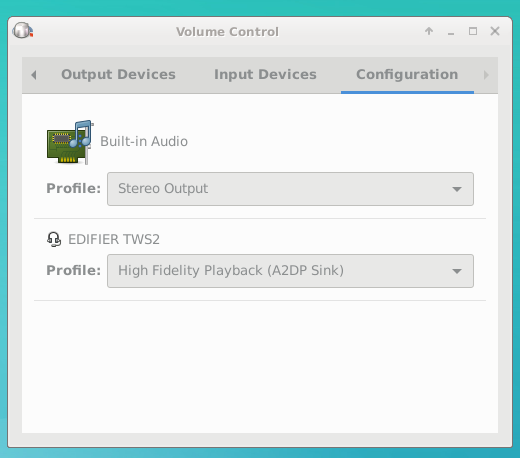 Volume Control
Output Devices Input Devices Configuration
Built-in Audio
Profile: Stereo Output
EDIFIER TWS2
Profile: High Fidelity Playback (A2DP Sink)